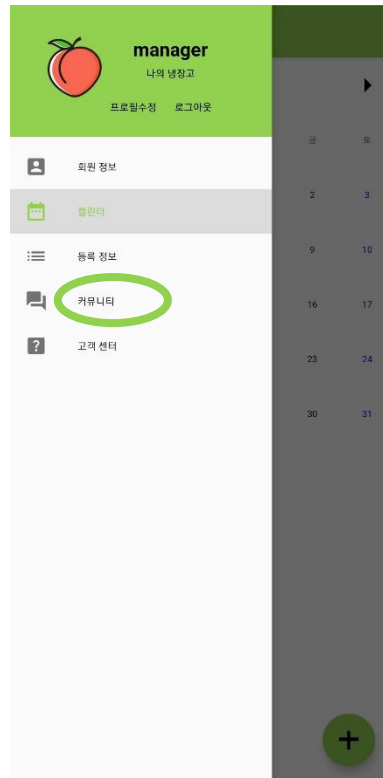 manager
나의 냉장고
프로필수정 로그아웃
회원 정보
캘린더
등록 정보
커뮤니티
고객 센터
금 토
2 3
9 10
16 17
23 24
30 31